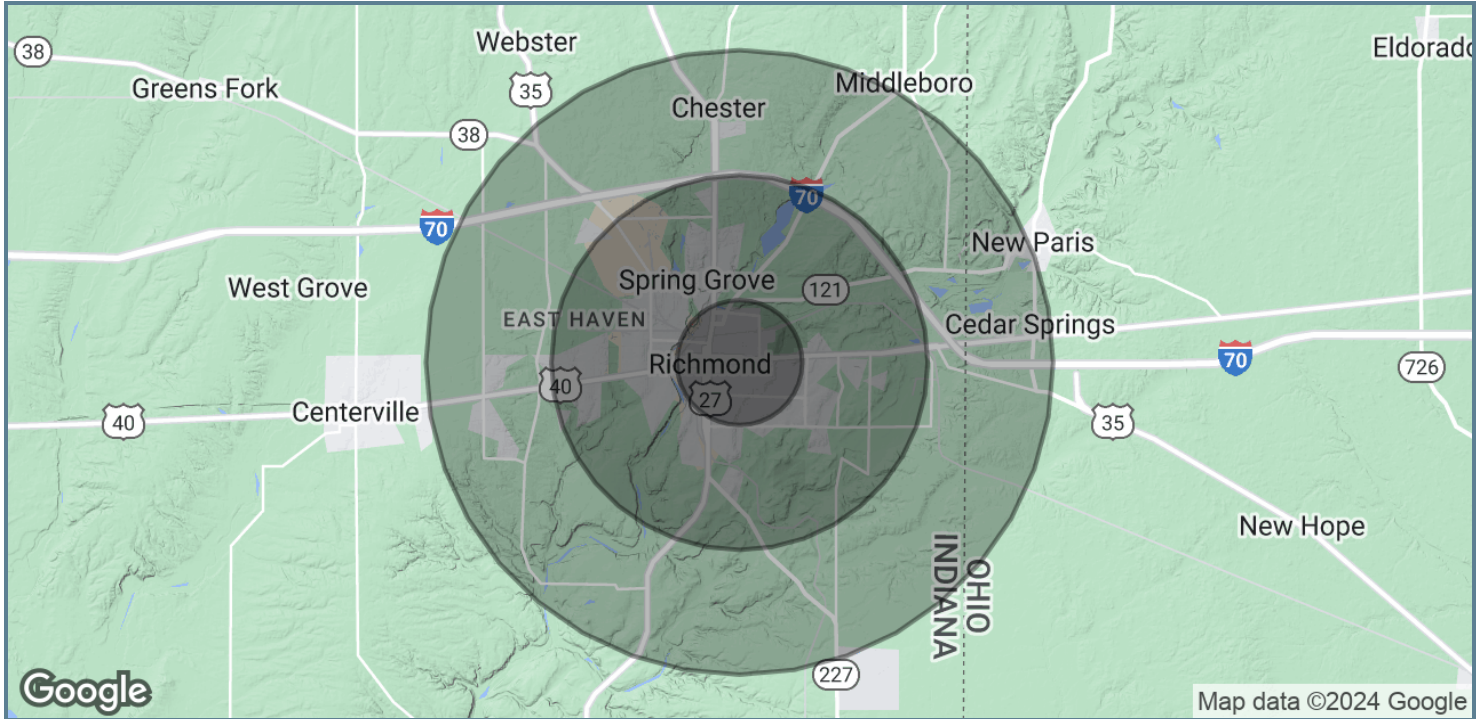 38
Webster
Eldorado
Greens Fork
35
Middleboro
Chester
38
70
70
New Paris
West Grove
Spring Grove
121
EAST HAVEN
Cedar Springs
Richmond
70
726
40
27
40
Centerville
35
New Hope
OHIO
INDIANA
227
Google
Map data ©2024 Google